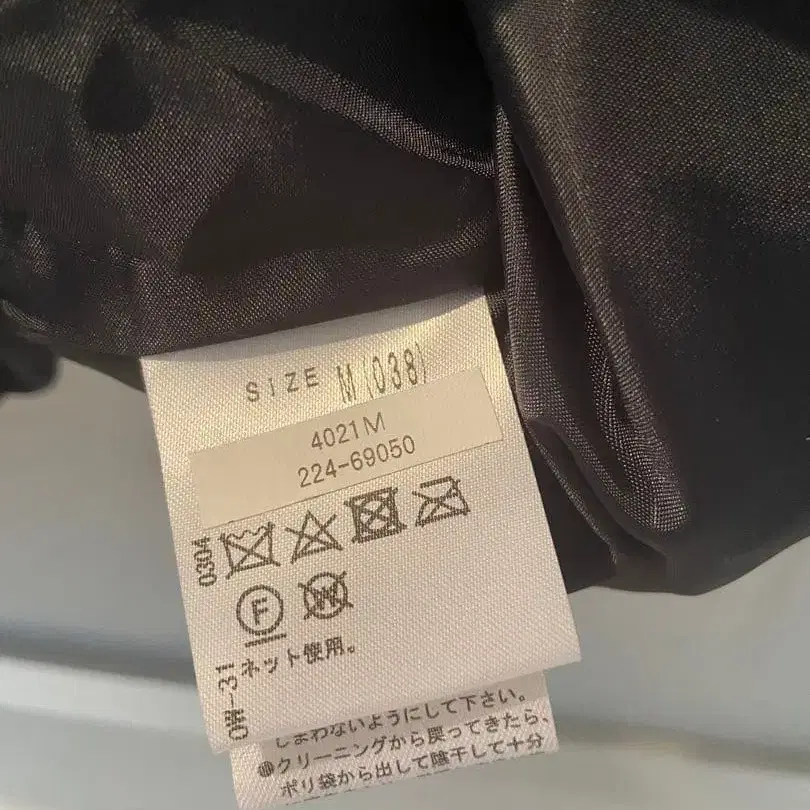 SIZE M(038)
4021M
224-69050
0304
F
W
OW-31
ネット使用。
しまわないようにして下さい。
●クリーニングから戻ってきたら、
ポリ袋から出して陰干しして十分